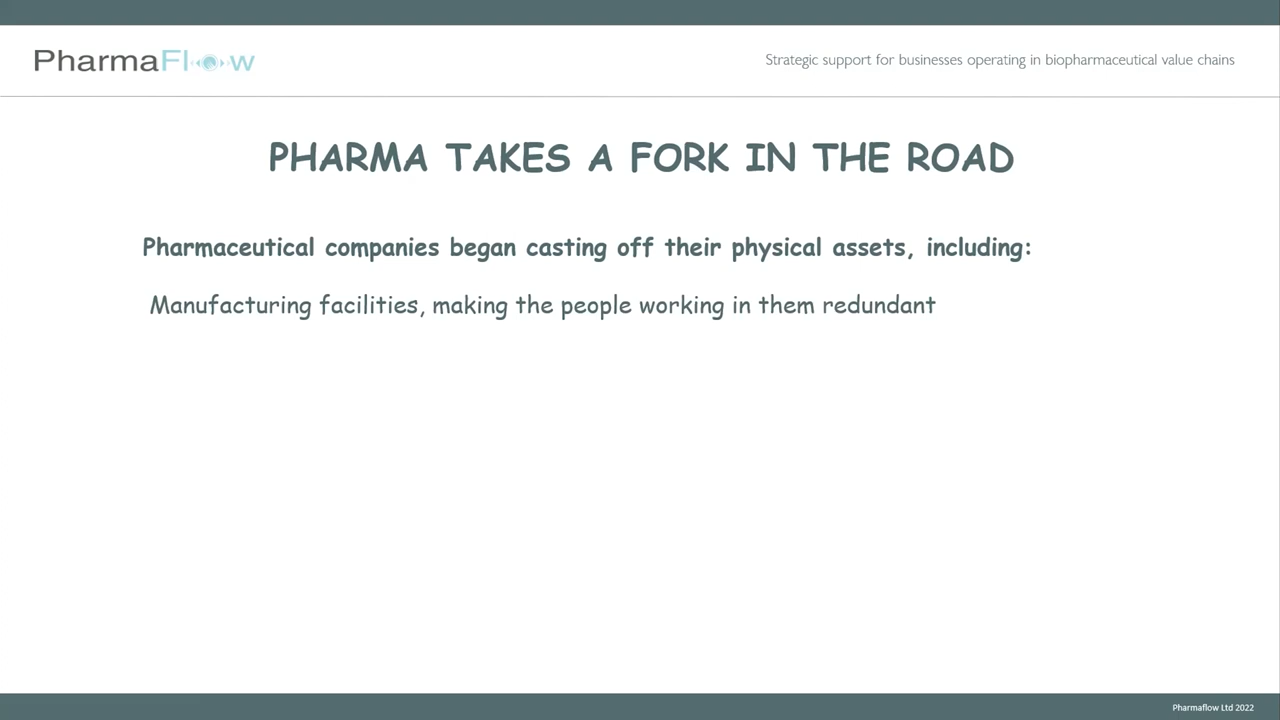 PharmaFlow
Strategic support for businesses operating in biopharmaceutical value chains
PHARMA TAKES A FORK IN THE ROAD
Pharmaceutical companies began casting off their physical assets, including:
Manufacturing facilities, making the people working in them redundant
Pharmaflow Ltd 2022